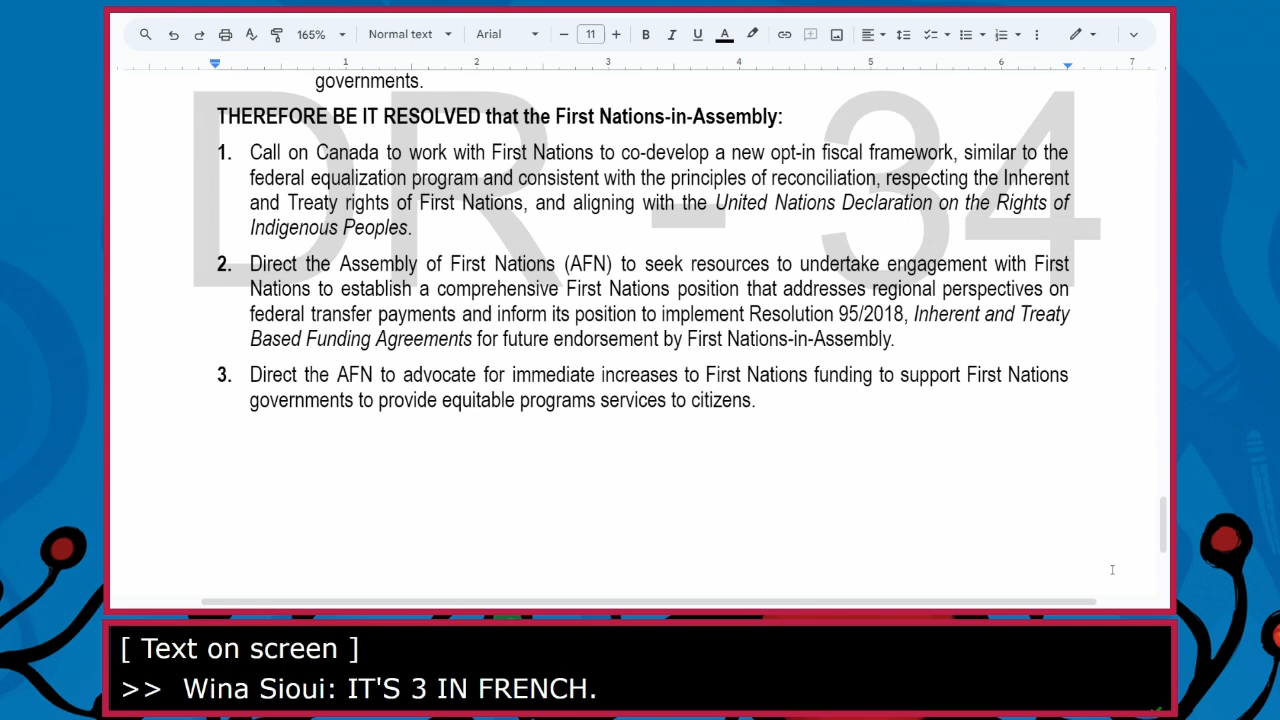 165%
Normal text
Arial
11
B I U A
1 2 3 4 5 6 7
DR - 34
governments.
THEREFORE BE IT RESOLVED that the First Nations-in-Assembly:
1. Call on Canada to work with First Nations to co-develop a new opt-in fiscal framework, similar to the
federal equalization program and consistent with the principles of reconciliation, respecting the Inherent
and Treaty rights of First Nations, and aligning with the United Nations Declaration on the Rights of
Indigenous Peoples.
2. Direct the Assembly of First Nations (AFN) to seek resources to undertake engagement with First
Nations to establish a comprehensive First Nations position that addresses regional perspectives on
federal transfer payments and inform its position to implement Resolution 95/2018, Inherent and Treaty
Based Funding Agreements for future endorsement by First Nations-in-Assembly.
3. Direct the AFN to advocate for immediate increases to First Nations funding to support First Nations
governments to provide equitable programs services to citizens.
[ Text on screen ]
>> Wina Sioui: IT'S 3 IN FRENCH.